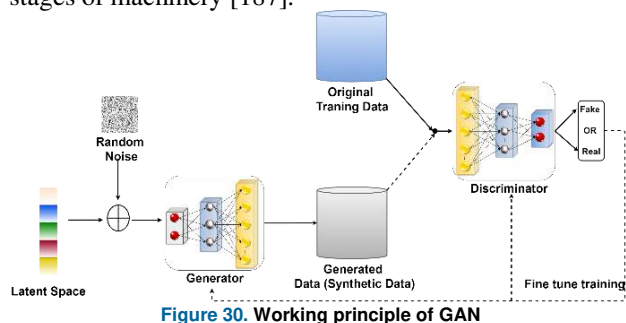 stages of machinery [187].
Original
Traning Data
Random
Noise
Fake
OR
Real
Discriminator
Generator
Generated
Data (Synthetic Data)
Latent Space
Fine tune training
Figure 30. Working principle of GAN